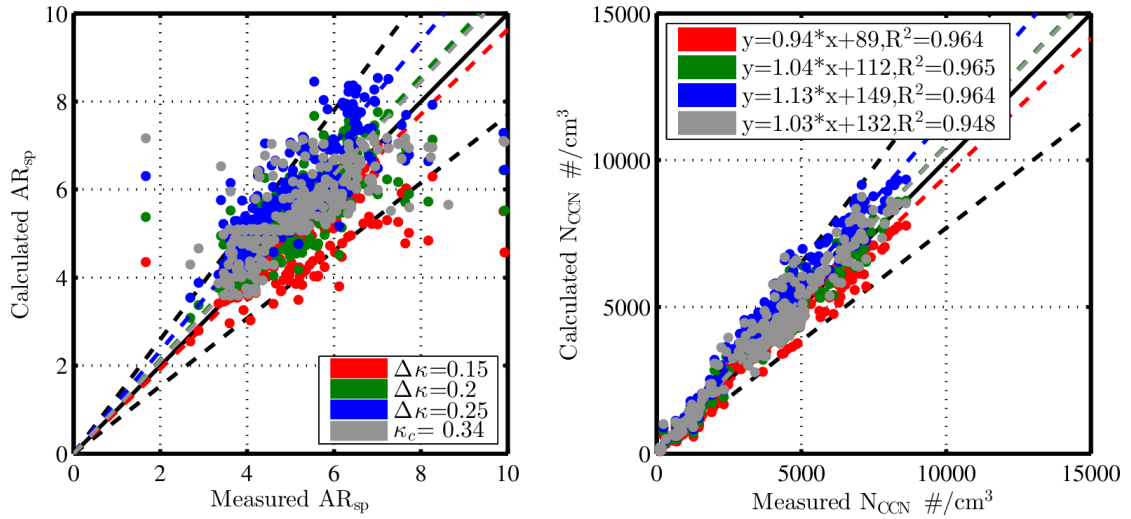 10
8
6
4
2
0
0 2 4 6 8 10
Calculated AR_sp
Measured AR_sp
Δκ=0.15
Δκ=0.2
Δκ=0.25
κ_c= 0.34
15000
10000
5000
0
0 5000 10000 15000
Calculated N_CCN #/cm³
Measured N_CCN #/cm³
y=0.94*x+89,R²=0.964
y=1.04*x+112,R²=0.965
y=1.13*x+149,R²=0.964
y=1.03*x+132,R²=0.948